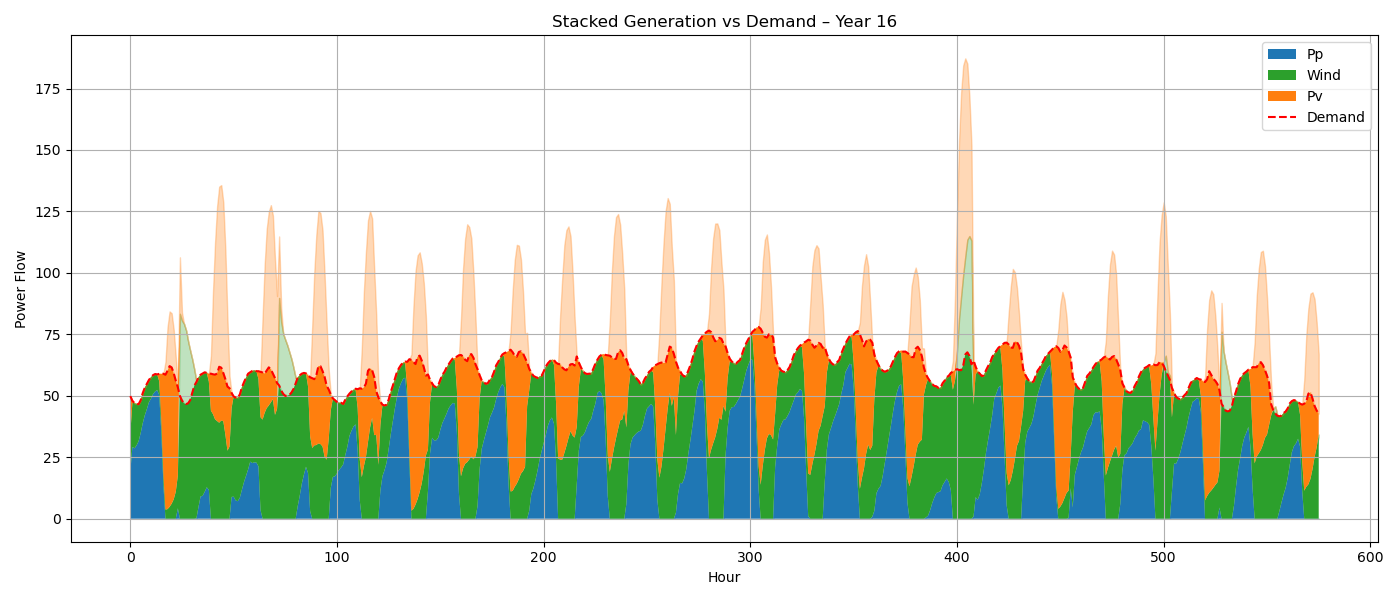 Stacked Generation vs Demand – Year 16
Pp
Wind
Pv
Demand
Power Flow
175
150
125
100
75
50
25
0
0 100 200 300 400 500 600
Hour